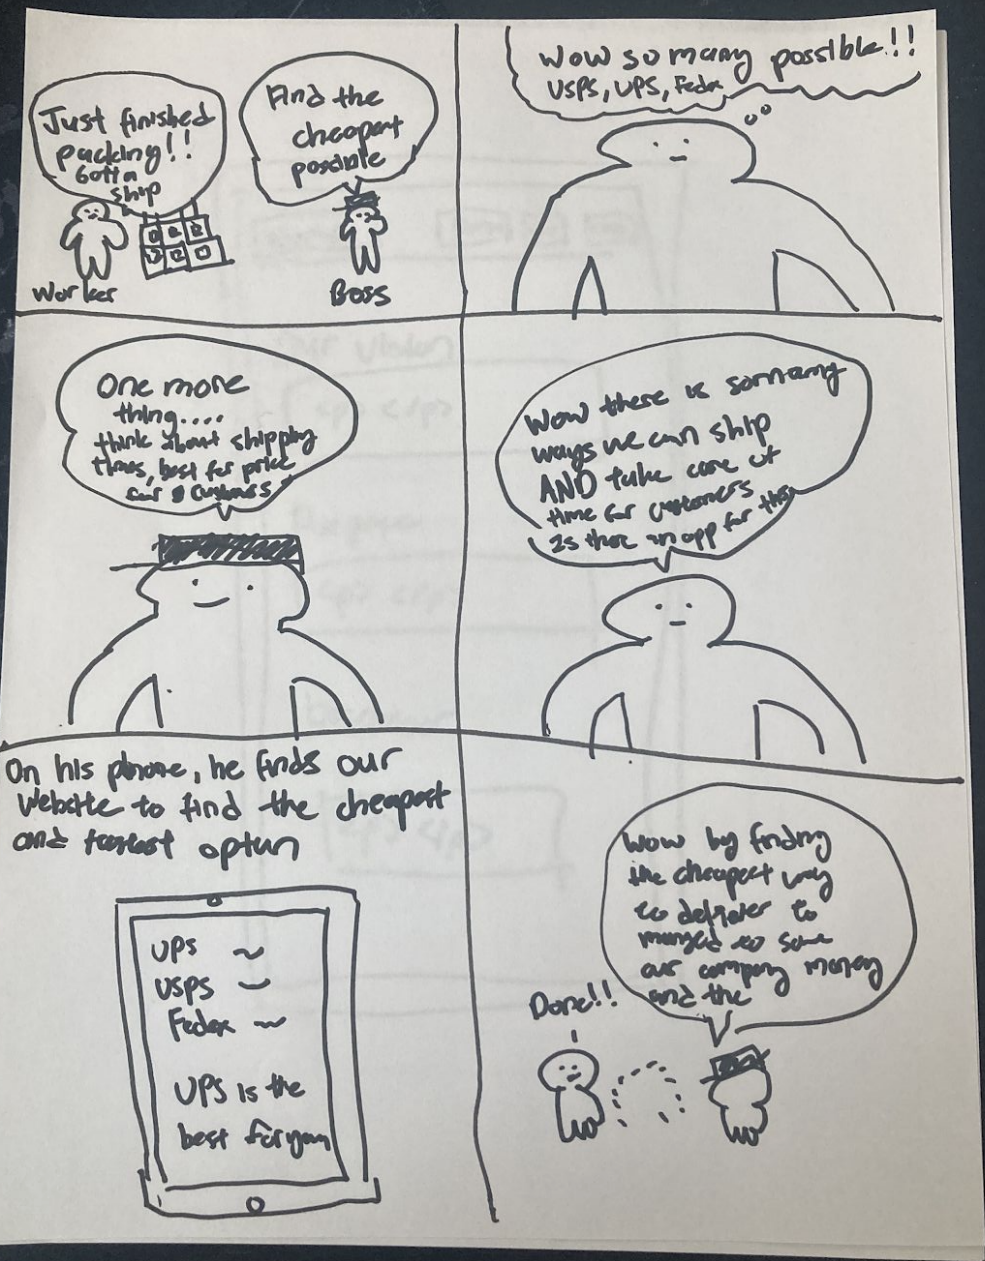 Just finished
packing!!
Gotta
ship
Find the
cheapest
possible
Worker
Boss
Wow so many possible!!
USPS, UPS, Fedex
One more
thing....
think about shipping
times, best for price
customers
Wow there is so many
ways we can ship
AND take care of
time for customers
Is there an app for this
On his phone, he finds our
website to find the cheapest
and fastest option
UPS
USPS
Fedex
UPS is the
best for you
Wow by finding
the cheapest way
to deliver
to
our company money
and the
Done!!